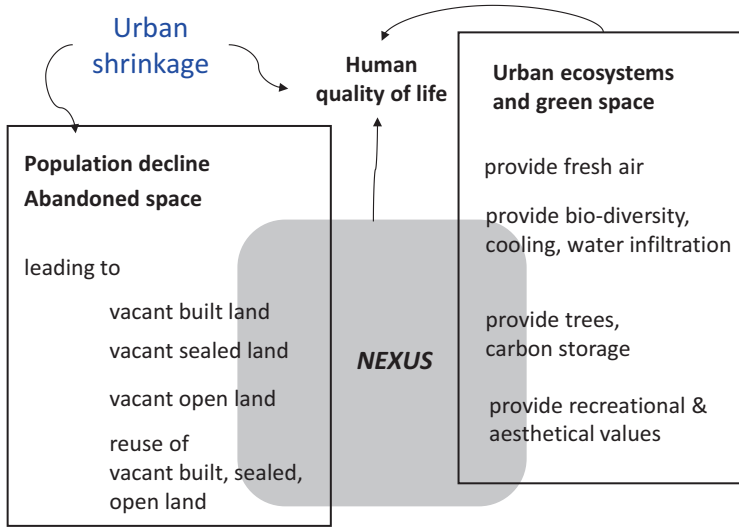 Urban
shrinkage
Human
quality of life
Urban ecosystems
and green space
Population decline
Abandoned space
leading to
vacant built land
vacant sealed land
vacant open land
reuse of
vacant built, sealed,
open land
NEXUS
provide fresh air
provide bio-diversity,
cooling, water infiltration
provide trees,
carbon storage
provide recreational &
aesthetical values